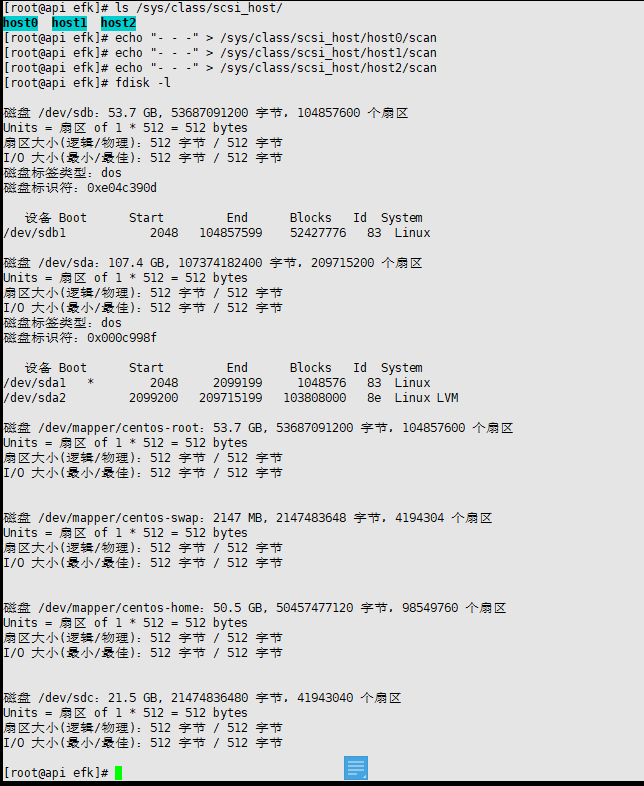 [root@api efk]# ls /sys/class/scsi_host/
host0  host1  host2
[root@api efk]# echo "- - -" > /sys/class/scsi_host/host0/scan
[root@api efk]# echo "- - -" > /sys/class/scsi_host/host1/scan
[root@api efk]# echo "- - -" > /sys/class/scsi_host/host2/scan
[root@api efk]# fdisk -l
磁盘 /dev/sdb：53.7 GB, 53687091200 字节，104857600 个扇区
Units = 扇区 of 1 * 512 = 512 bytes
扇区大小(逻辑/物理)：512 字节 / 512 字节
I/O 大小(最小/最佳)：512 字节 / 512 字节
磁盘标签类型：dos
磁盘标识符：0xe04c390d
设备 Boot      Start         End      Blocks   Id  System
/dev/sdb1            2048   104857599    52427776   83  Linux
磁盘 /dev/sda：107.4 GB, 107374182400 字节，209715200 个扇区
Units = 扇区 of 1 * 512 = 512 bytes
扇区大小(逻辑/物理)：512 字节 / 512 字节
I/O 大小(最小/最佳)：512 字节 / 512 字节
磁盘标签类型：dos
磁盘标识符：0x000c998f
设备 Boot      Start         End      Blocks   Id  System
/dev/sda1   *        2048     2099199     1048576   83  Linux
/dev/sda2         2099200   209715199   103808000   8e  Linux LVM
磁盘 /dev/mapper/centos-root：53.7 GB, 53687091200 字节，104857600 个扇区
Units = 扇区 of 1 * 512 = 512 bytes
扇区大小(逻辑/物理)：512 字节 / 512 字节
I/O 大小(最小/最佳)：512 字节 / 512 字节
磁盘 /dev/mapper/centos-swap：2147 MB, 2147483648 字节，4194304 个扇区
Units = 扇区 of 1 * 512 = 512 bytes
扇区大小(逻辑/物理)：512 字节 / 512 字节
I/O 大小(最小/最佳)：512 字节 / 512 字节
磁盘 /dev/mapper/centos-home：50.5 GB, 50457477120 字节，98549760 个扇区
Units = 扇区 of 1 * 512 = 512 bytes
扇区大小(逻辑/物理)：512 字节 / 512 字节
I/O 大小(最小/最佳)：512 字节 / 512 字节
磁盘 /dev/sdc：21.5 GB, 21474836480 字节，41943040 个扇区
Units = 扇区 of 1 * 512 = 512 bytes
扇区大小(逻辑/物理)：512 字节 / 512 字节
I/O 大小(最小/最佳)：512 字节 / 512 字节
[root@api efk]#